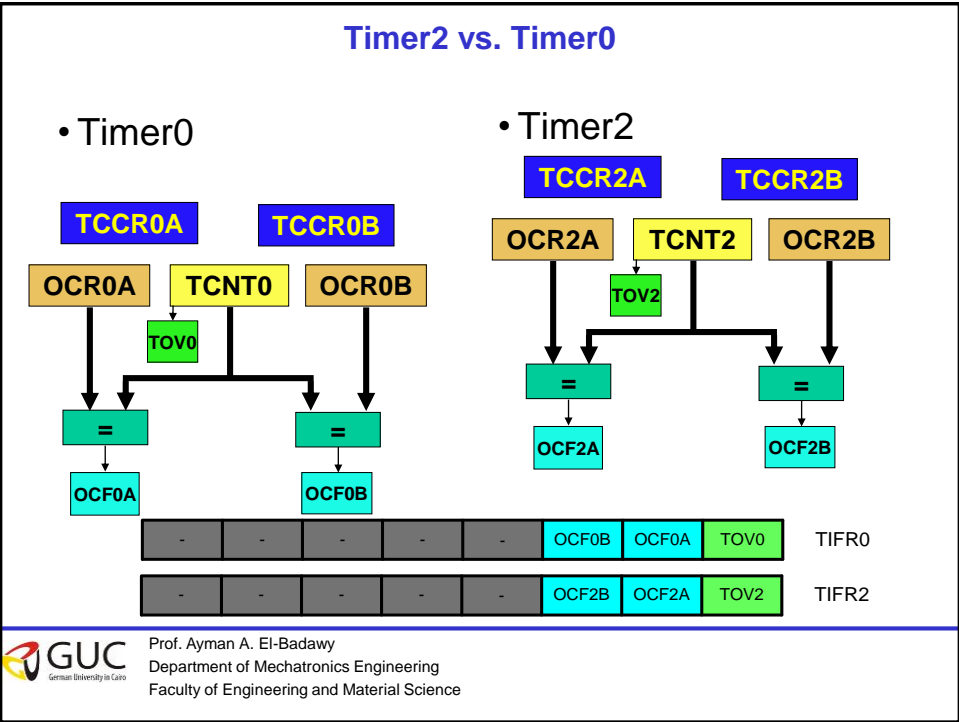 Timer2 vs. Timer0
• Timer0
TCCR0A TCCR0B
OCR0A TCNT0 OCR0B
TOV0
= =
OCF0A OCF0B
• Timer2
TCCR2A TCCR2B
OCR2A TCNT2 OCR2B
TOV2
= =
OCF2A OCF2B
- - - - - OCF0B OCF0A TOV0 TIFR0
- - - - - OCF2B OCF2A TOV2 TIFR2
GUC
German University in Cairo
Prof. Ayman A. El-Badawy
Department of Mechatronics Engineering
Faculty of Engineering and Material Science